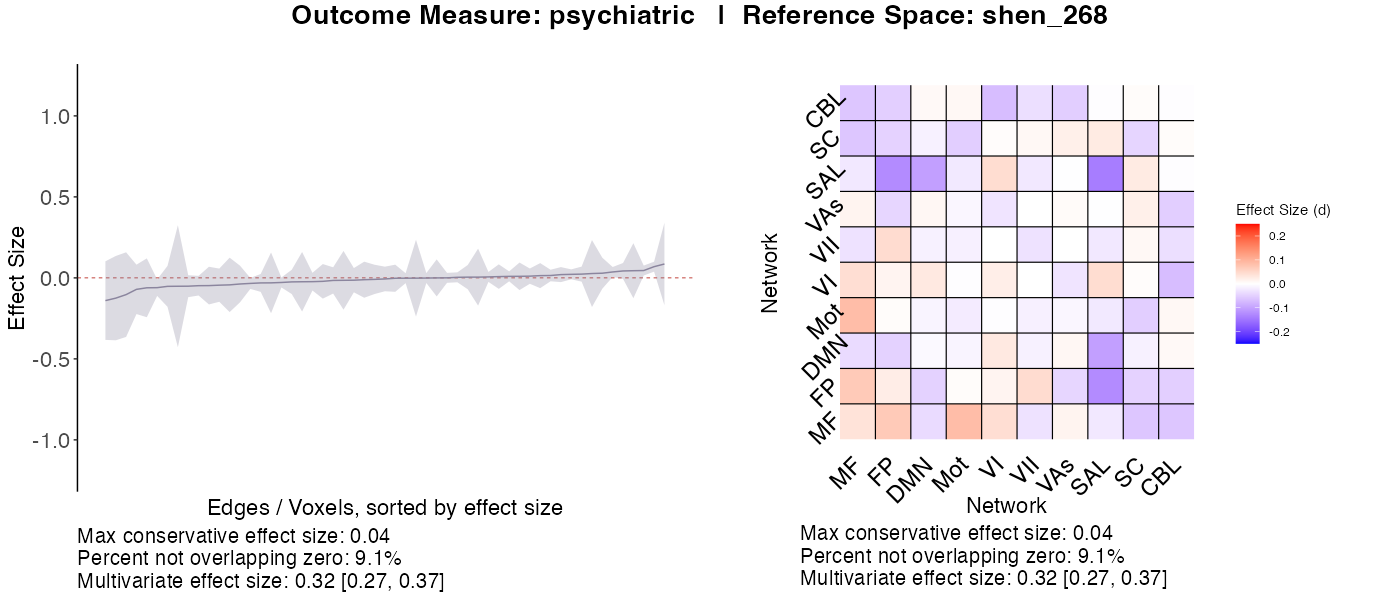 Outcome Measure: psychiatric | Reference Space: shen_268
Effect Size
1.0
0.5
0.0
-0.5
-1.0
Edges / Voxels, sorted by effect size
Max conservative effect size: 0.04
Percent not overlapping zero: 9.1%
Multivariate effect size: 0.32 [0.27, 0.37]
Network
CBL
SC
SAL
VAs
VII
VI
Mot
DMN
FP
MF
MF
FP
DMN
Mot
VI
VII
VAs
SAL
SC
CBL
Network
Max conservative effect size: 0.04
Percent not overlapping zero: 9.1%
Multivariate effect size: 0.32 [0.27, 0.37]
Effect Size (d)
0.2
0.1
0.0
-0.1
-0.2